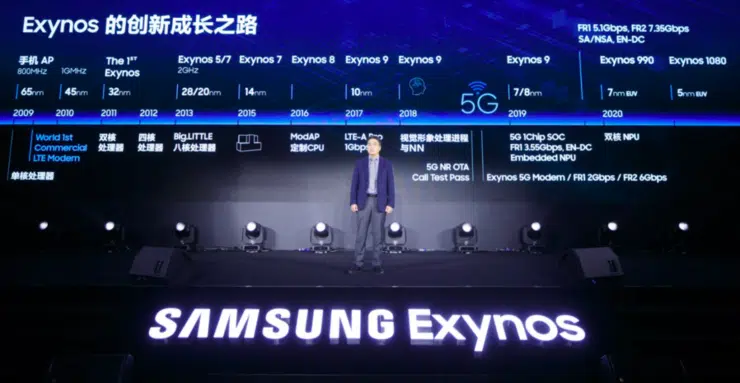 Exynos 的创新成长之路
FR1 5.1Gbps, FR2 7.35Gbps
SA/NSA, EN-DC
手机 AP
The 1ST
Exynos 5/7
Exynos 7
Exynos 8
Exynos 9
Exynos 9
Exynos 9
Exynos 990
Exynos 1080
800MHz
1GMHz
Exynos
2GHz
65nm
45nm
32nm
28/20nm
14nm
10nm
5G
7/8nm
7nm EUV
5nm EUV
2009
2010
2011
2012
2013
2015
2016
2017
2018
2019
2020
World 1st
Commercial
LTE Modem
双核
处理器
四核
处理器
Big.LITTLE
八核处理器
ModAP
定制CPU
LTE-A Pro
1Gbps
视觉形象处理进程
与NN
5G 1Chip SOC
FR1 3.55Gbps, EN-DC
Embedded NPU
双核 NPU
单核处理器
5G NR OTA
Call Test Pass
Exynos 5G Modem / FR1 2Gbps / FR2 6Gbps
SAMSUNG Exynos